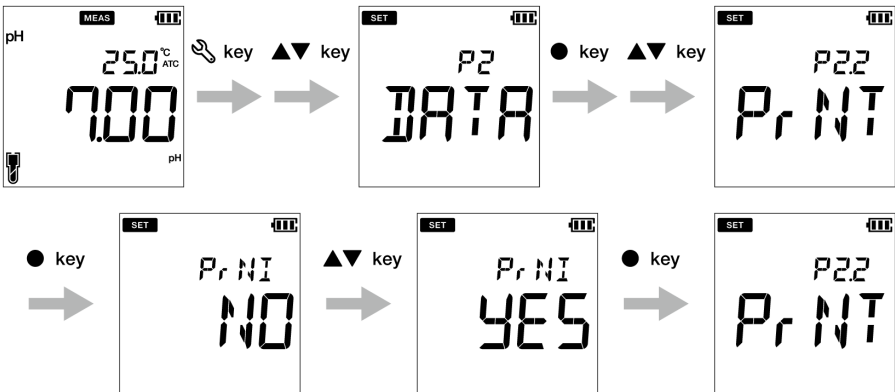 MEAS
pH
25.0 °C
ATC
7.00
pH
key
▲▼ key
SET
P2
DATA
● key
▲▼ key
SET
P2.2
PrNT
● key
SET
PrNT
NO
▲▼ key
SET
PrNT
YES
● key
SET
P2.2
PrNT